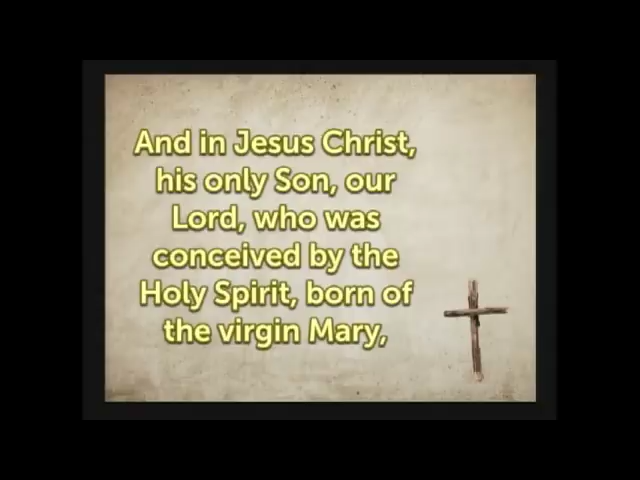 And in Jesus Christ,
his only Son, our
Lord, who was
conceived by the
Holy Spirit, born of
the virgin Mary,